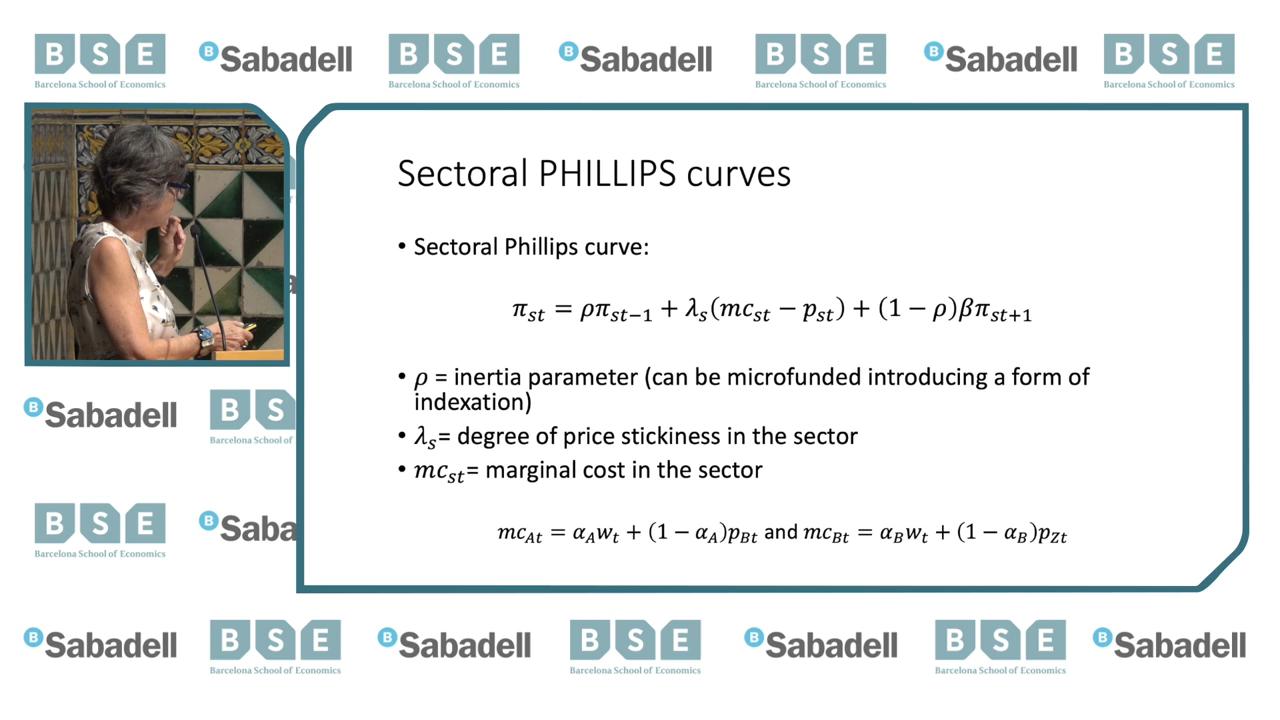 BSE
Barcelona School of Economics
B Sabadell
BSE
Barcelona School of Economics
B Sabadell
BSE
Barcelona School of Economics
B Sabadell
BSE
Barcelona School of Economics
Sectoral PHILLIPS curves
• Sectoral Phillips curve:
π_st = ρπ_st−1 + λ_s(mc_st − p_st) + (1 − ρ)βπ_st+1
• ρ = inertia parameter (can be microfunded introducing a form of
indexation)
• λ_s= degree of price stickiness in the sector
• mc_st= marginal cost in the sector
mc_At = α_A w_t + (1 − α_A)p_Bt and mc_Bt = α_B w_t + (1 − α_B)p_Zt
B Sabadell
BS
Barcelona School of
BSE
Barcelona School of Economics
B Saba
B Sabadell
BSE
Barcelona School of Economics
B Sabadell
BSE
Barcelona School of Economics
B Sabadell
BSE
Barcelona School of Economics
B Sabadell